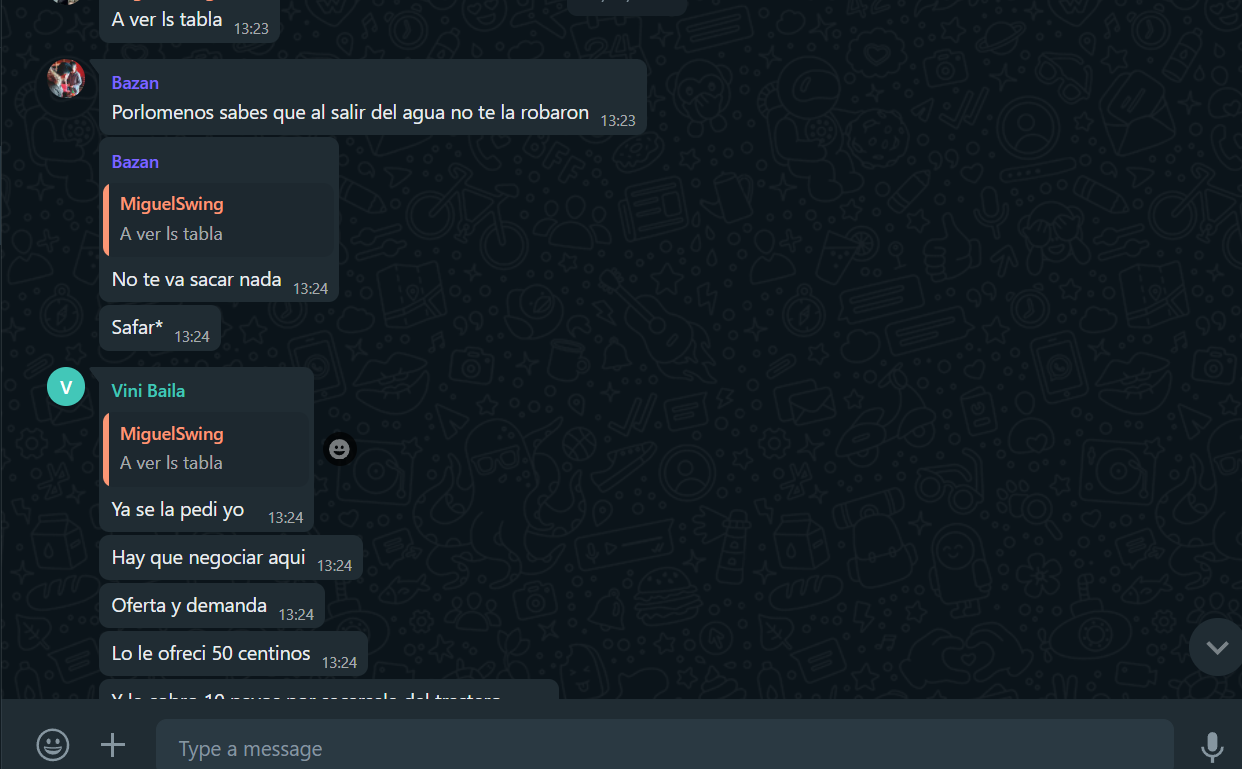 A ver ls tabla 13:23
Bazan
Porlomenos sabes que al salir del agua no te la robaron 13:23
Bazan
MiguelSwing
A ver ls tabla
No te va sacar nada 13:24
Safar* 13:24
V
Vini Baila
MiguelSwing
A ver ls tabla
Ya se la pedi yo 13:24
Hay que negociar aqui 13:24
Oferta y demanda 13:24
Lo le ofreci 50 centinos 13:24
Type a message